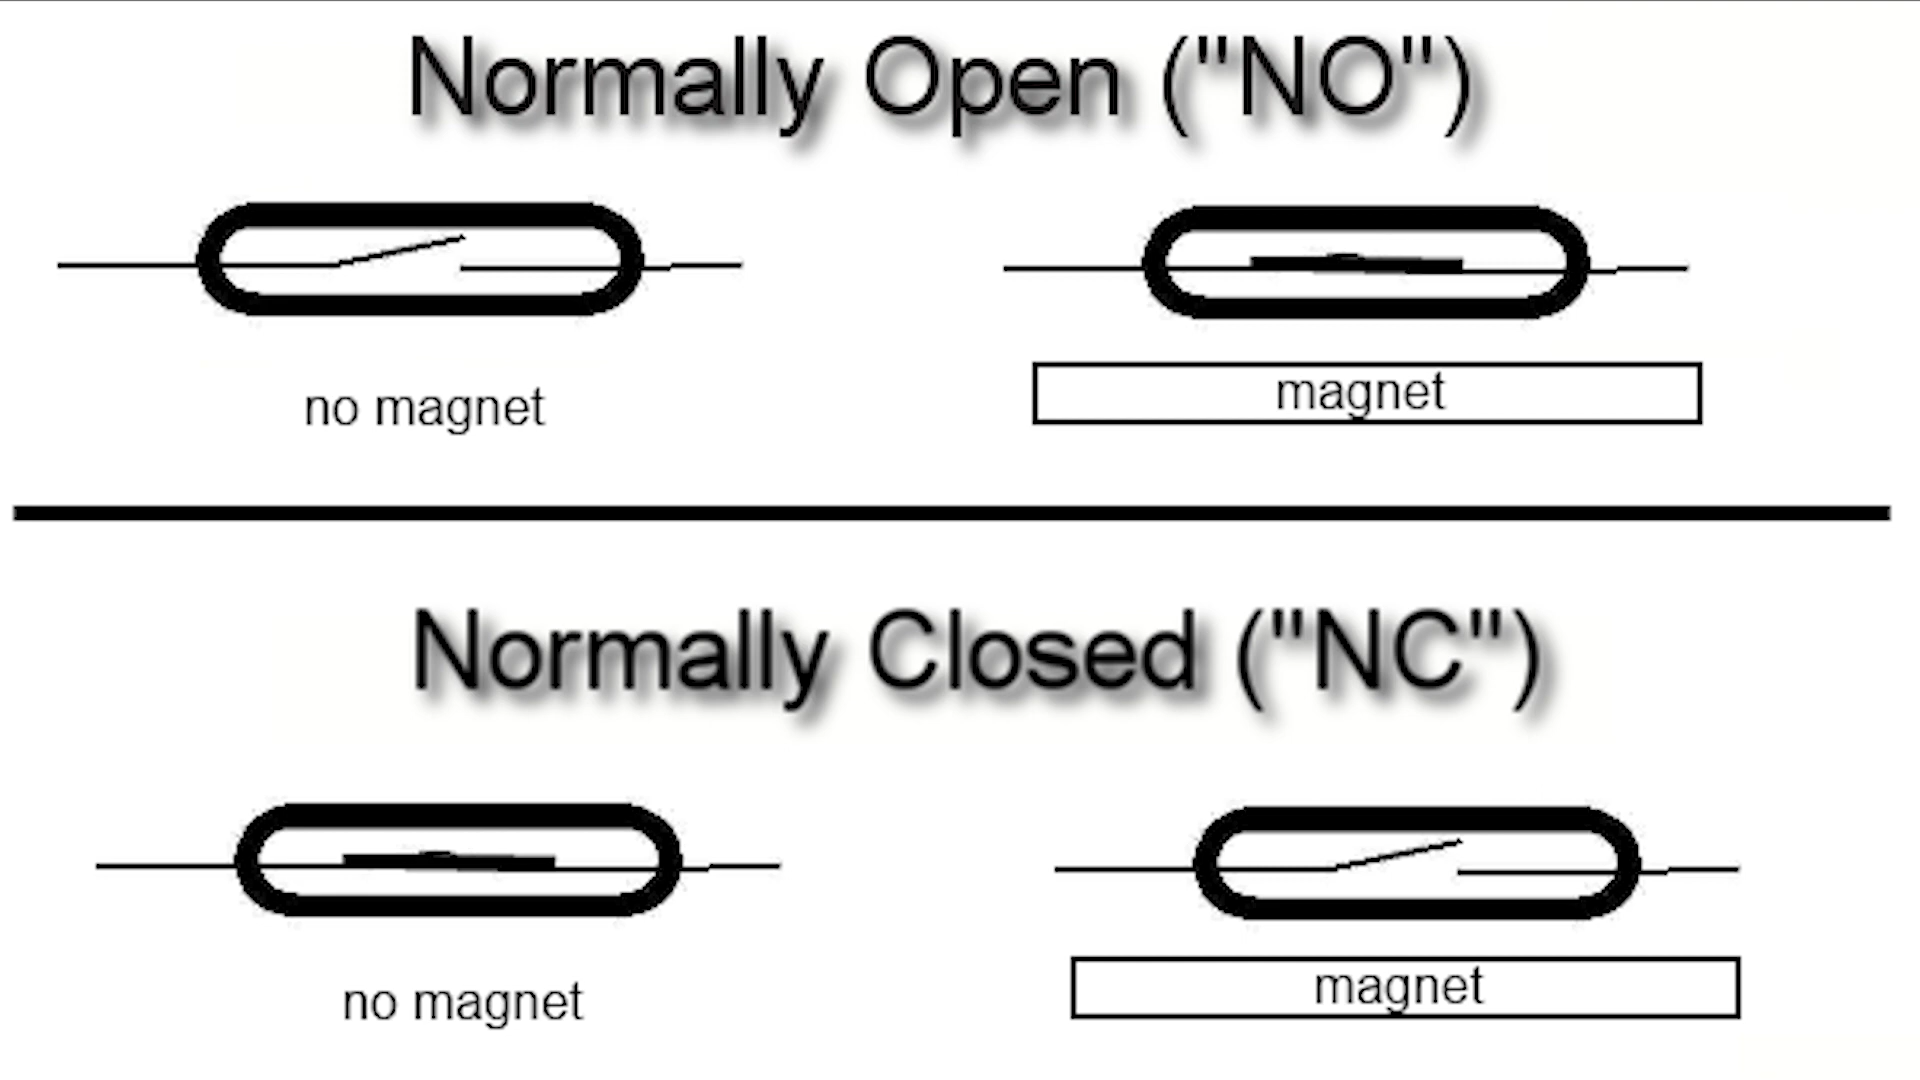 Normally Open ("NO")
no magnet
magnet
Normally Closed ("NC")
no magnet
magnet